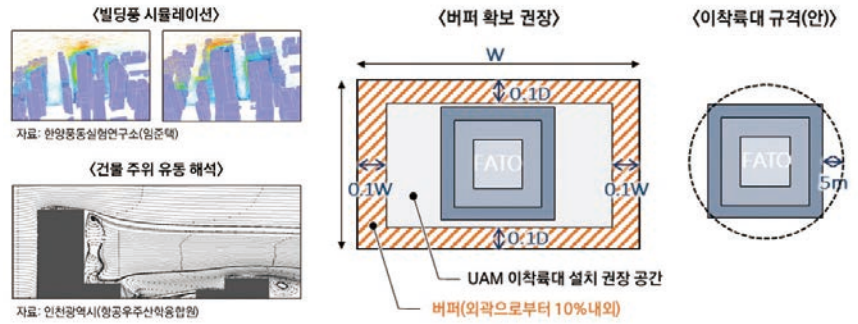 <빌딩풍 시뮬레이션>
자료: 한양풍동실험연구소(임준택)
<건물 주위 유동 해석>
자료: 인천광역시(항공우주산학융합원)
<버퍼 확보 권장>
W
0.1D
FATO
0.1W
0.1W
0.1D
UAM 이착륙대 설치 권장 공간
버퍼(외곽으로부터 10%내외)
<이착륙대 규격(안)>
FATO
5m